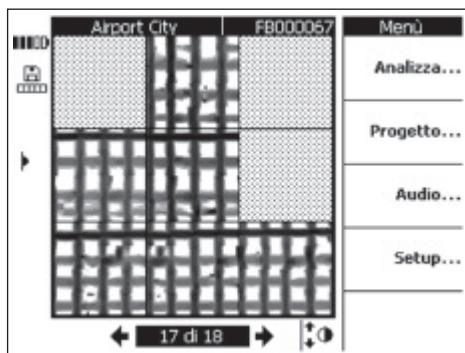 Airport City FB000067 Menù
Analizza...
Progetto...
Audio...
Setup...
17 di 18